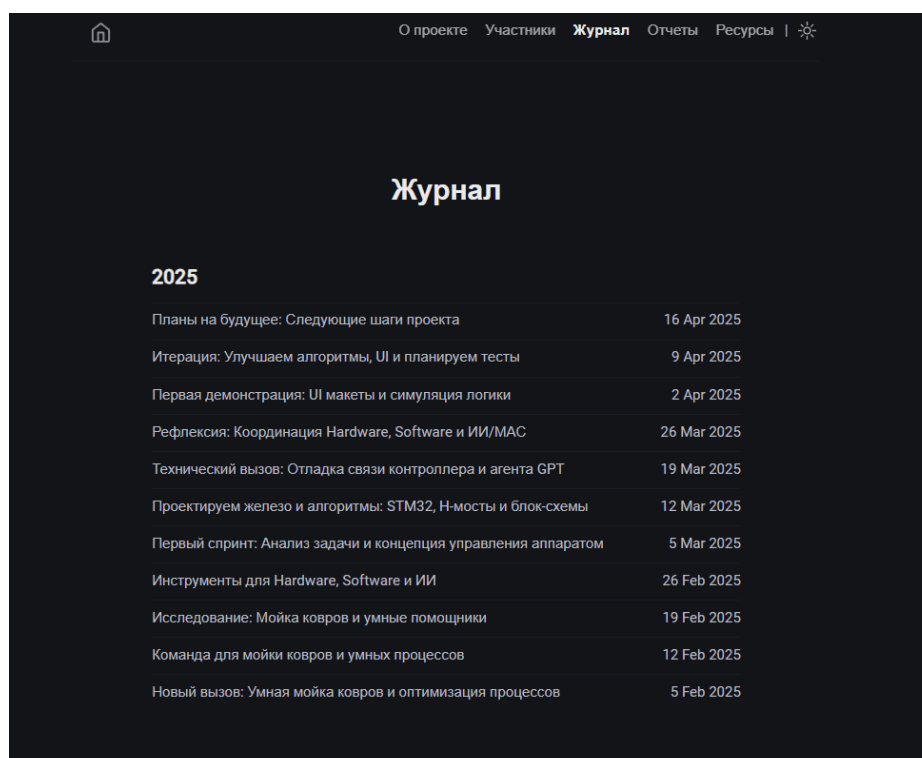 О проекте Участники Журнал Отчеты Ресурсы |
Журнал
2025
Планы на будущее: Следующие шаги проекта 16 Apr 2025
Итерация: Улучшаем алгоритмы, UI и планируем тесты 9 Apr 2025
Первая демонстрация: UI макеты и симуляция логики 2 Apr 2025
Рефлексия: Координация Hardware, Software и ИИ/МАС 26 Mar 2025
Технический вызов: Отладка связи контроллера и агента GPT 19 Mar 2025
Проектируем железо и алгоритмы: STM32, H-мосты и блок-схемы 12 Mar 2025
Первый спринт: Анализ задачи и концепция управления аппаратом 5 Mar 2025
Инструменты для Hardware, Software и ИИ 26 Feb 2025
Исследование: Мойка ковров и умные помощники 19 Feb 2025
Команда для мойки ковров и умных процессов 12 Feb 2025
Новый вызов: Умная мойка ковров и оптимизация процессов 5 Feb 2025